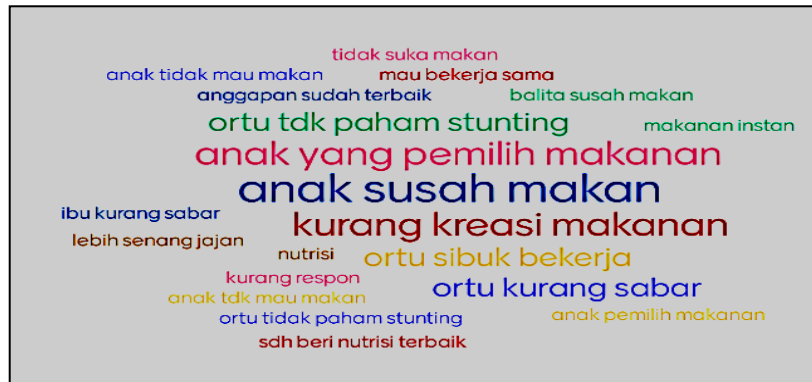 tidak suka makan
anak tidak mau makan mau bekerja sama
anggapan sudah terbaik balita susah makan
ortu tdk paham stunting makanan instan
anak yang pemilih makanan
anak susah makan
ibu kurang sabar kurang kreasi makanan
lebih senang jajan nutrisi ortu sibuk bekerja
kurang respon ortu kurang sabar
anak tdk mau makan
ortu tidak paham stunting anak pemilih makanan
sdh beri nutrisi terbaik